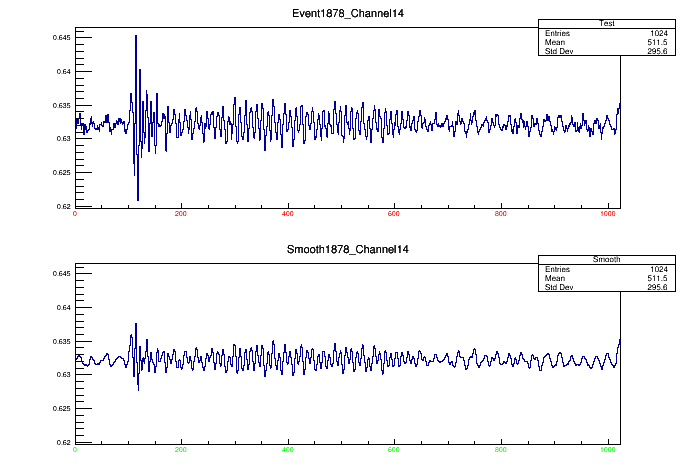 Event1878_Channel14
Test
Entries 1024
Mean 511.5
Std Dev 295.6
0.645
0.64
0.635
0.63
0.625
0.62
0 200 400 600 800 1000
Smooth1878_Channel14
Smooth
Entries 1024
Mean 511.5
Std Dev 295.6
0.645
0.64
0.635
0.63
0.625
0.62
0 200 400 600 800 1000